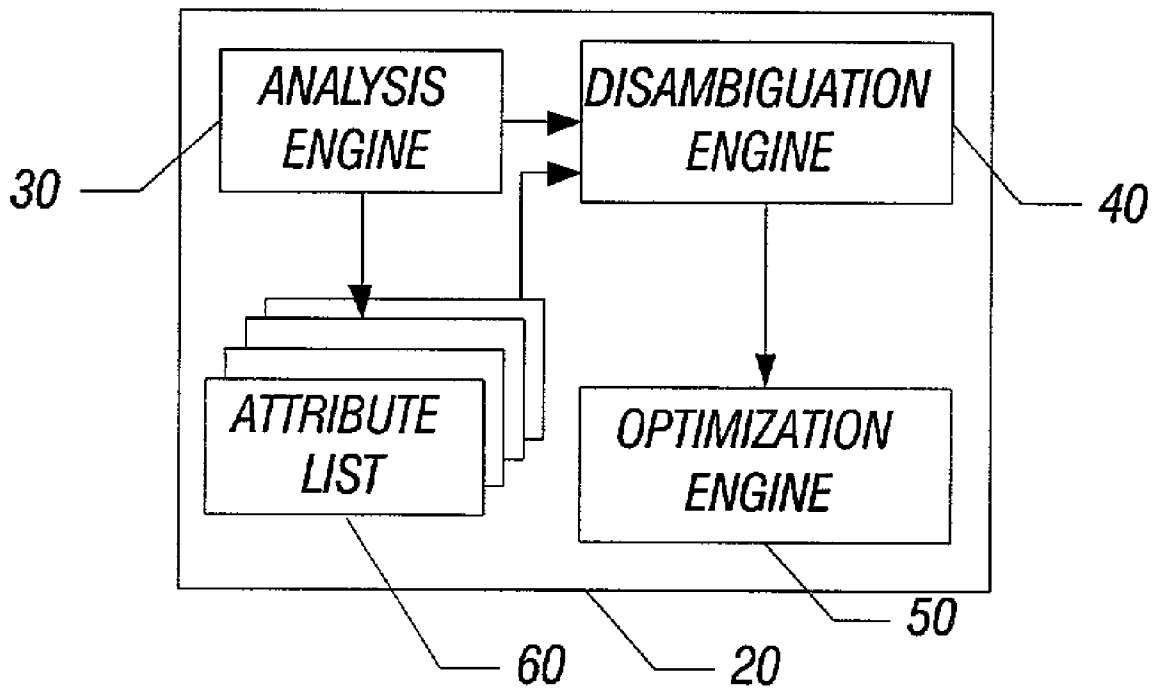 ANALYSIS
ENGINE
DISAMBIGUATION
ENGINE
30
40
ATTRIBUTE
LIST
OPTIMIZATION
ENGINE
50
60
20